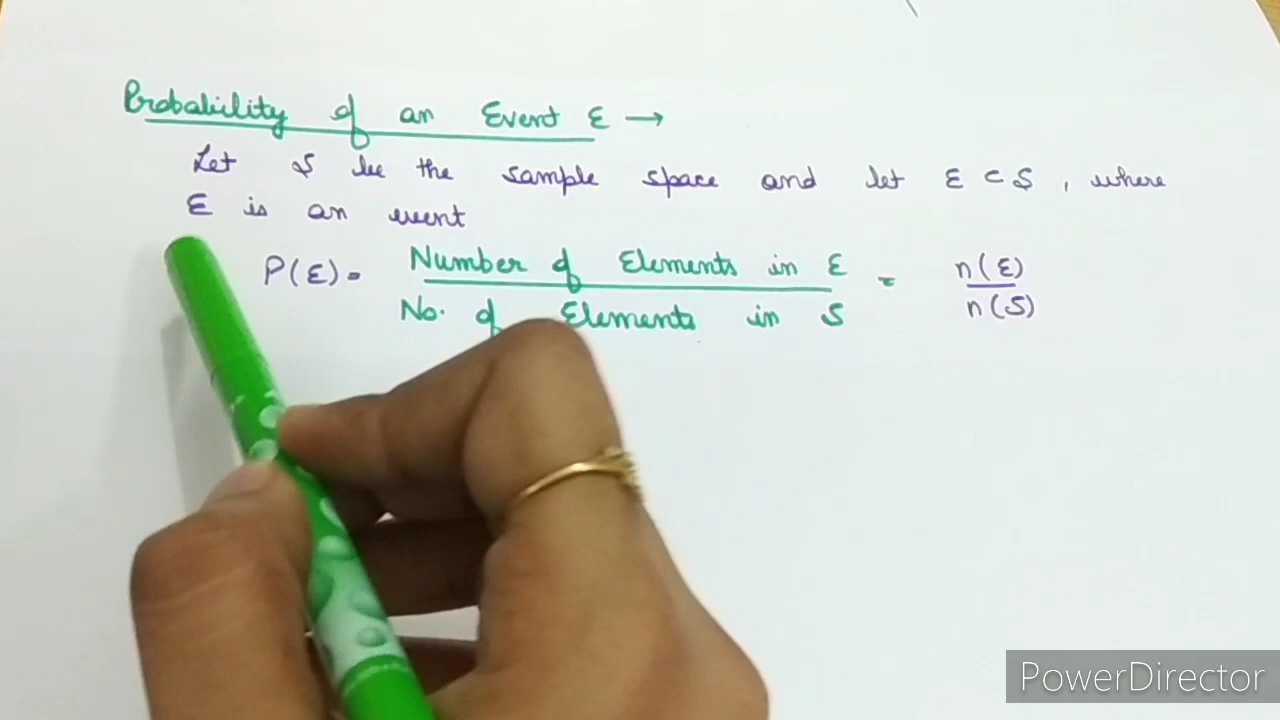 Probability of an Event E →
Let S be the sample space and let E ⊂ S, where
E is an event
P(E) = Number of Elements in E / No. of Elements in S = n(E) / n(S)
PowerDirector